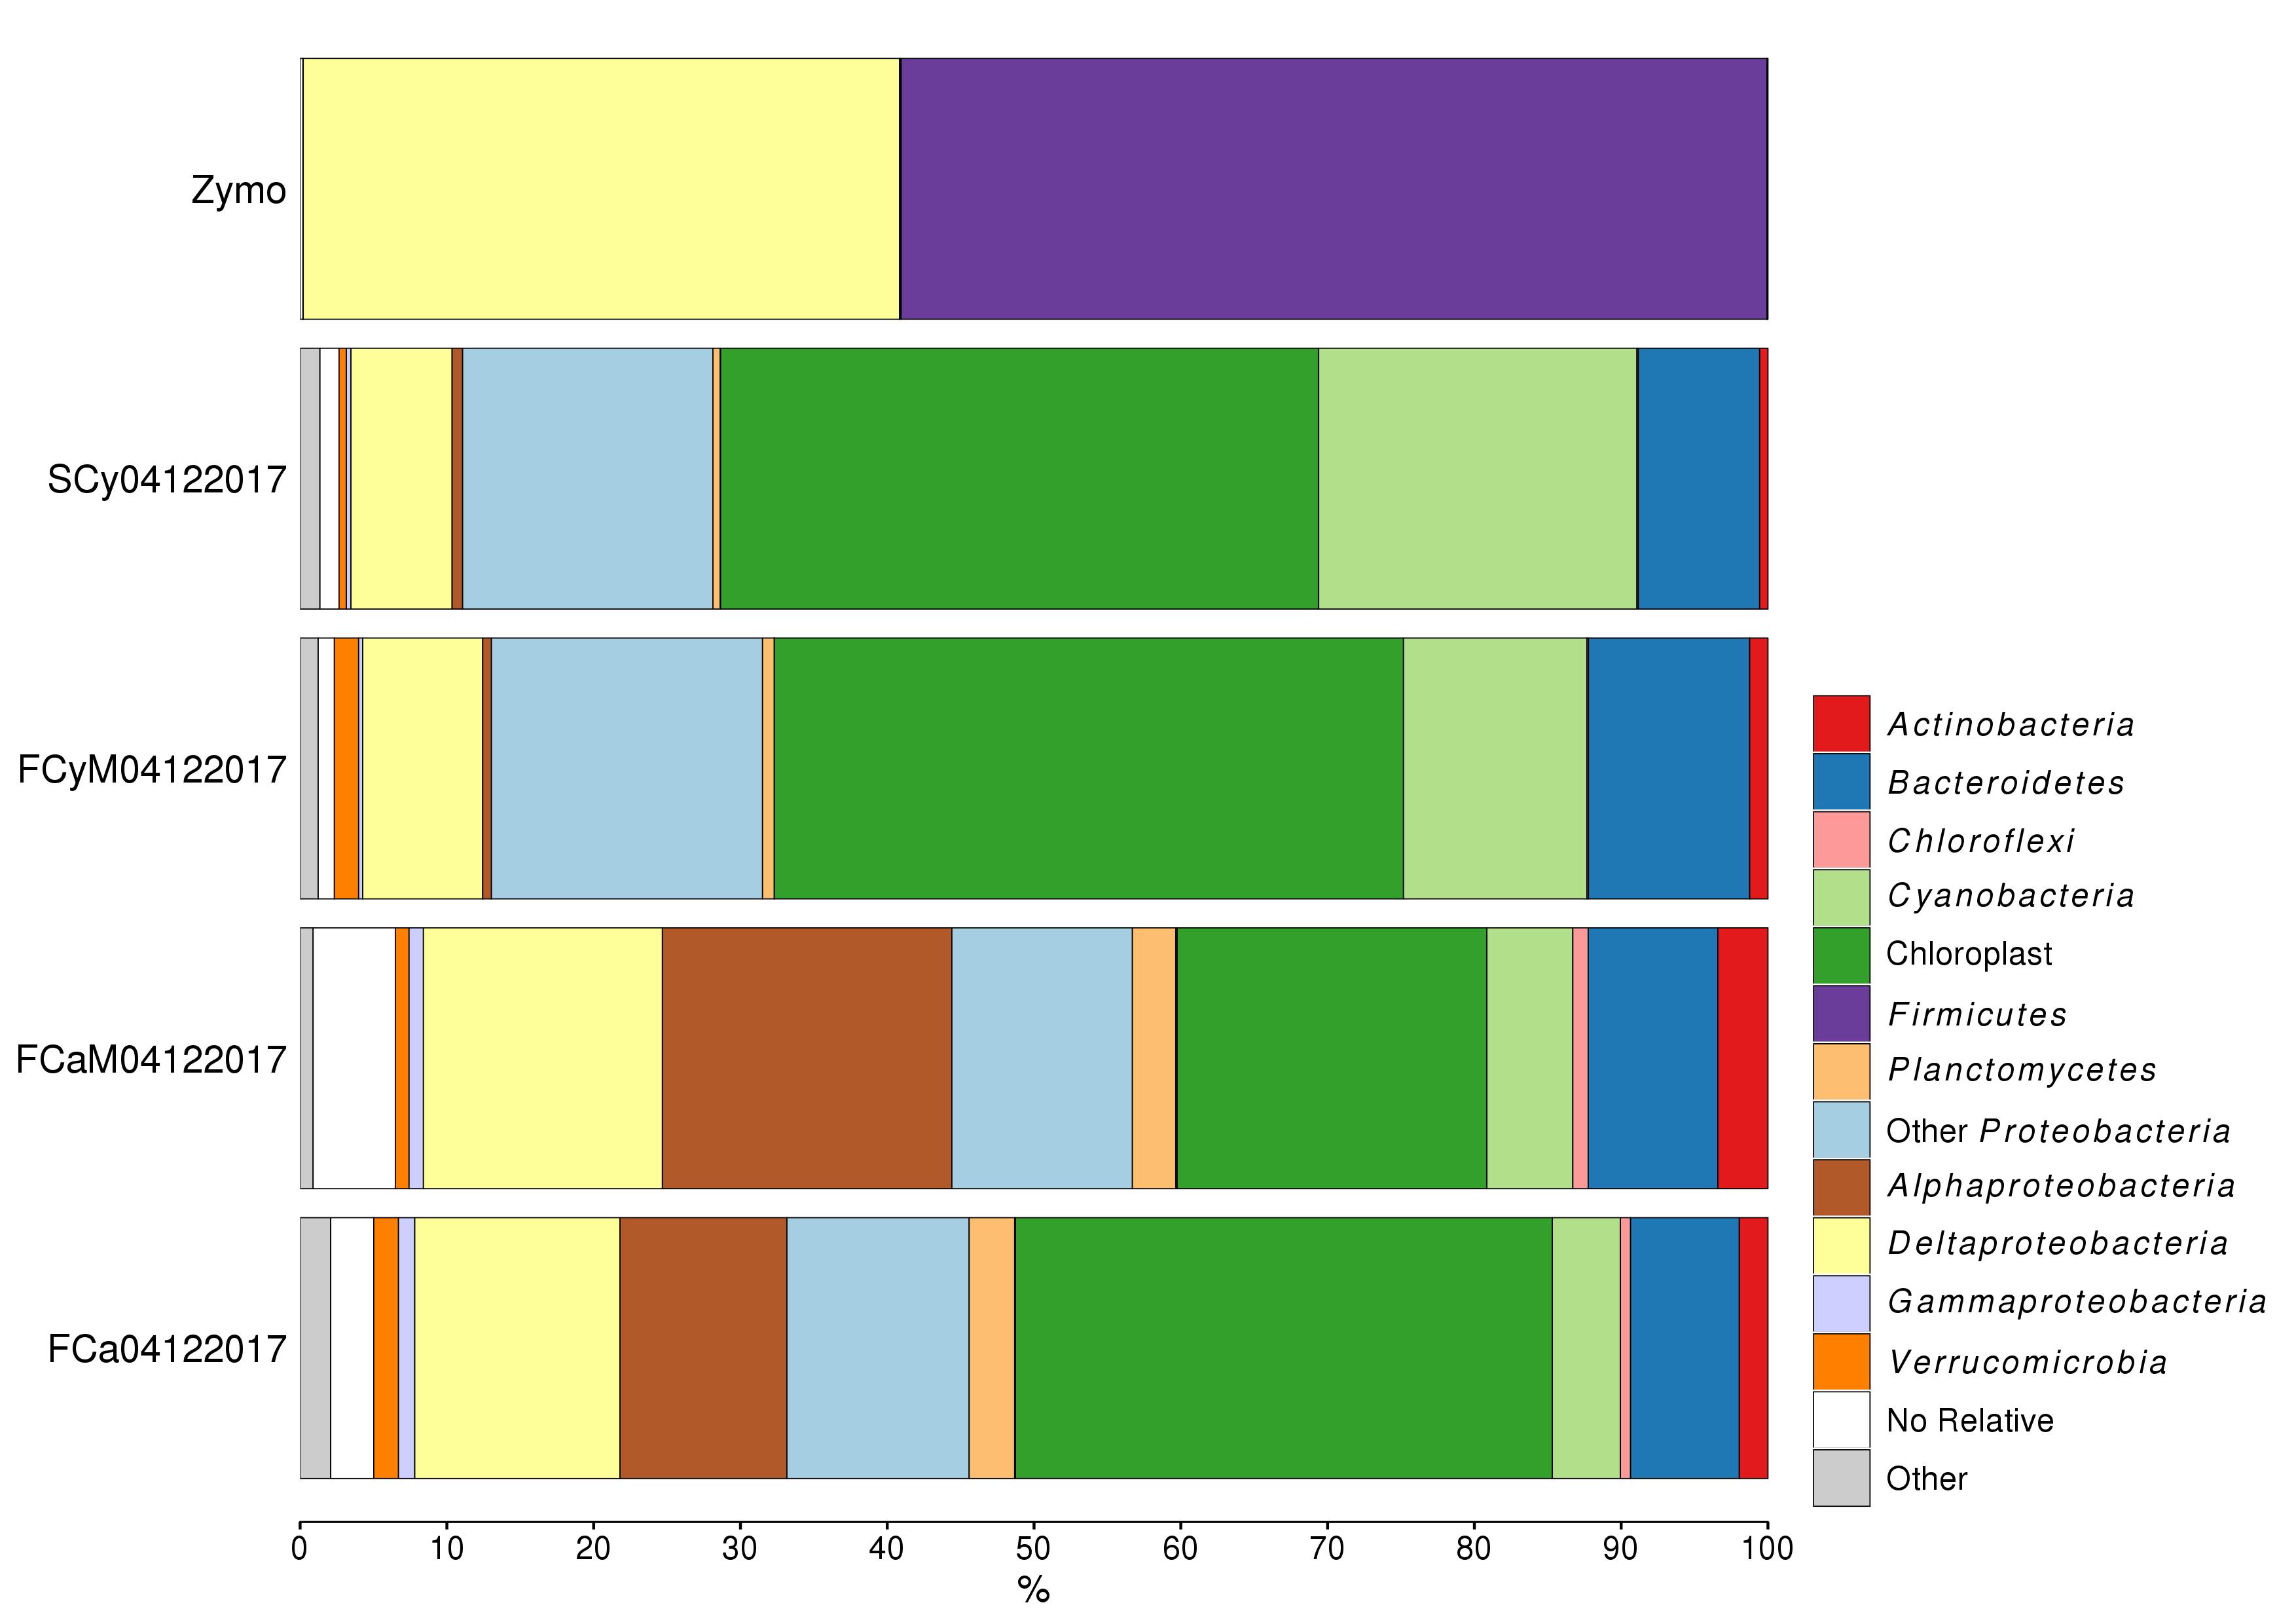 Zymo
SCy04122017
FCyM04122017
FCaM04122017
FCa04122017
0 10 20 30 40 50 60 70 80 90 100
%
Actinobacteria
Bacteroidetes
Chloroflexi
Cyanobacteria
Chloroplast
Firmicutes
Planctomycetes
Other Proteobacteria
Alphaproteobacteria
Deltaproteobacteria
Gammaproteobacteria
Verrucomicrobia
No Relative
Other